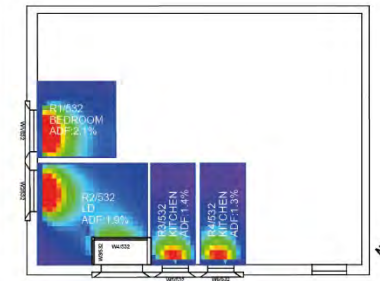 R1/532
BEDROOM
ADF:2.1%
R2/532
LD
ADF:1.9%
R3/532
KITCHEN
ADF:1.4%
R4/532
KITCHEN
ADF:1.3%
W4/532